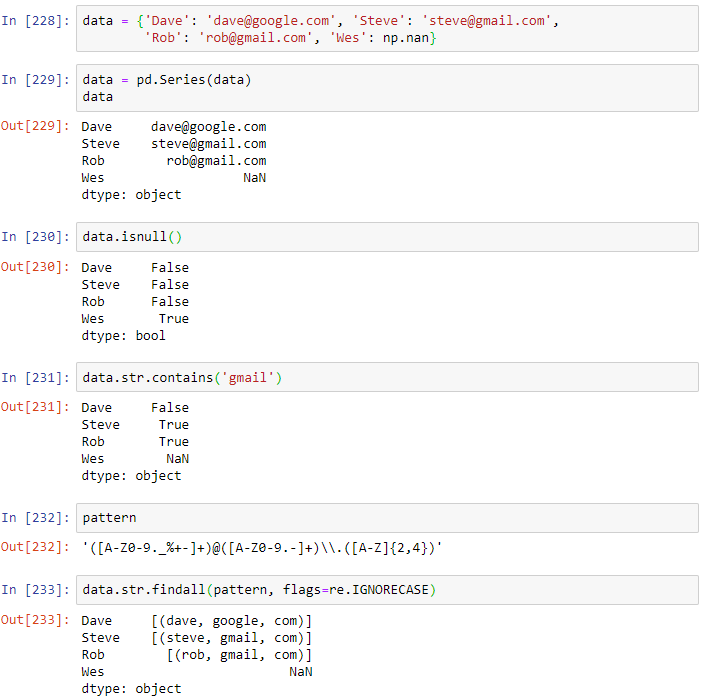 In [228]: data = {'Dave': 'dave@google.com', 'Steve': 'steve@gmail.com',
'Rob': 'rob@gmail.com', 'Wes': np.nan}
In [229]: data = pd.Series(data)
data
Out[229]: Dave dave@google.com
Steve steve@gmail.com
Rob rob@gmail.com
Wes NaN
dtype: object
In [230]: data.isnull()
Out[230]: Dave False
Steve False
Rob False
Wes True
dtype: bool
In [231]: data.str.contains('gmail')
Out[231]: Dave False
Steve True
Rob True
Wes NaN
dtype: object
In [232]: pattern
Out[232]: '([A-Z0-9._%+-]+)@([A-Z0-9.-]+)\\.([A-Z]{2,4})'
In [233]: data.str.findall(pattern, flags=re.IGNORECASE)
Out[233]: Dave [(dave, google, com)]
Steve [(steve, gmail, com)]
Rob [(rob, gmail, com)]
Wes NaN
dtype: object